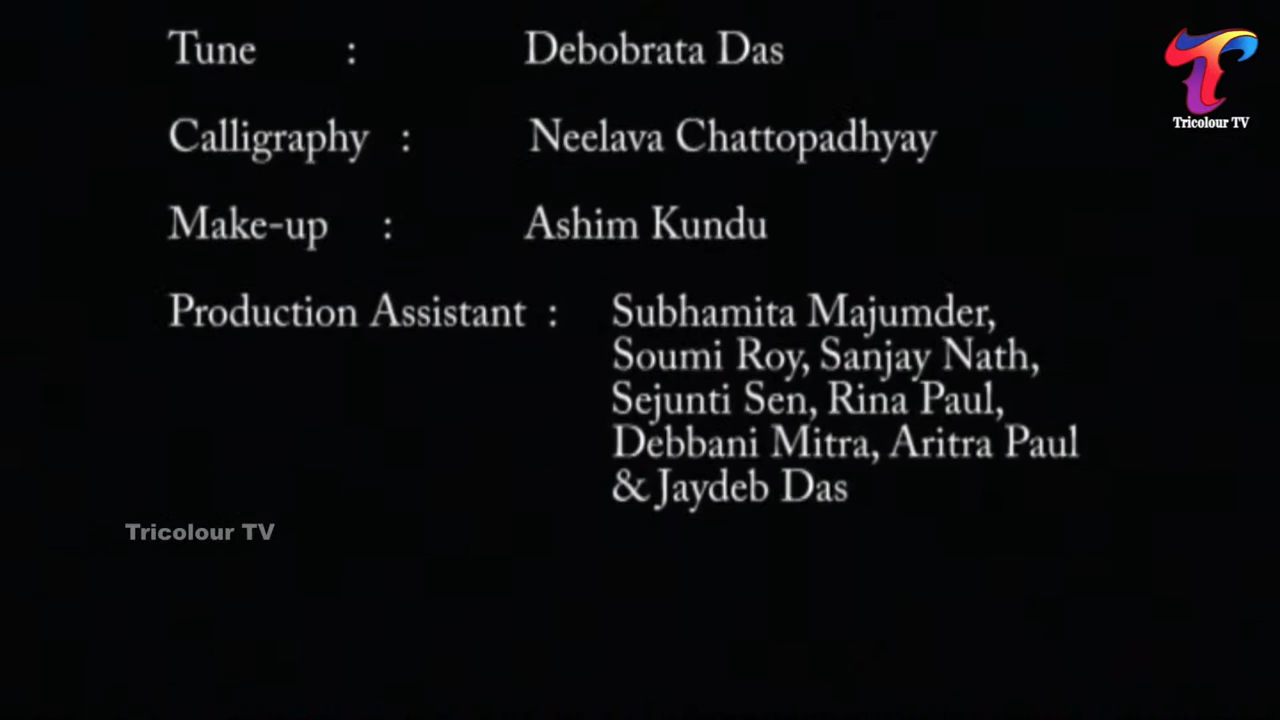 Tune : Debobrata Das
Tricolour TV
Calligraphy : Neelava Chattopadhyay
Make-up : Ashim Kundu
Production Assistant : Subhamita Majumder,
Soumi Roy, Sanjay Nath,
Sejunti Sen, Rina Paul,
Debbani Mitra, Aritra Paul
& Jaydeb Das
Tricolour TV